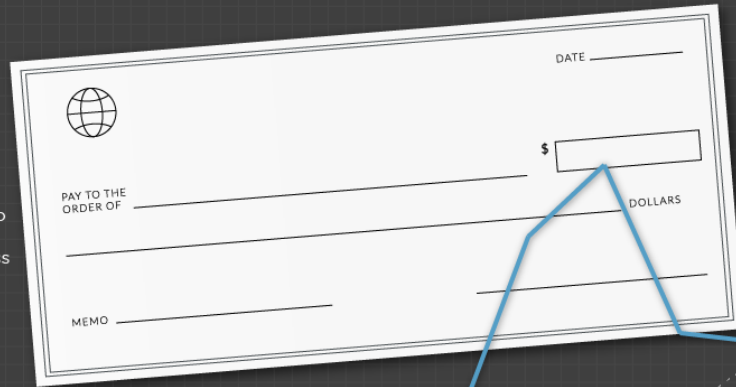 DATE
$
PAY TO THE
ORDER OF
DOLLARS
MEMO